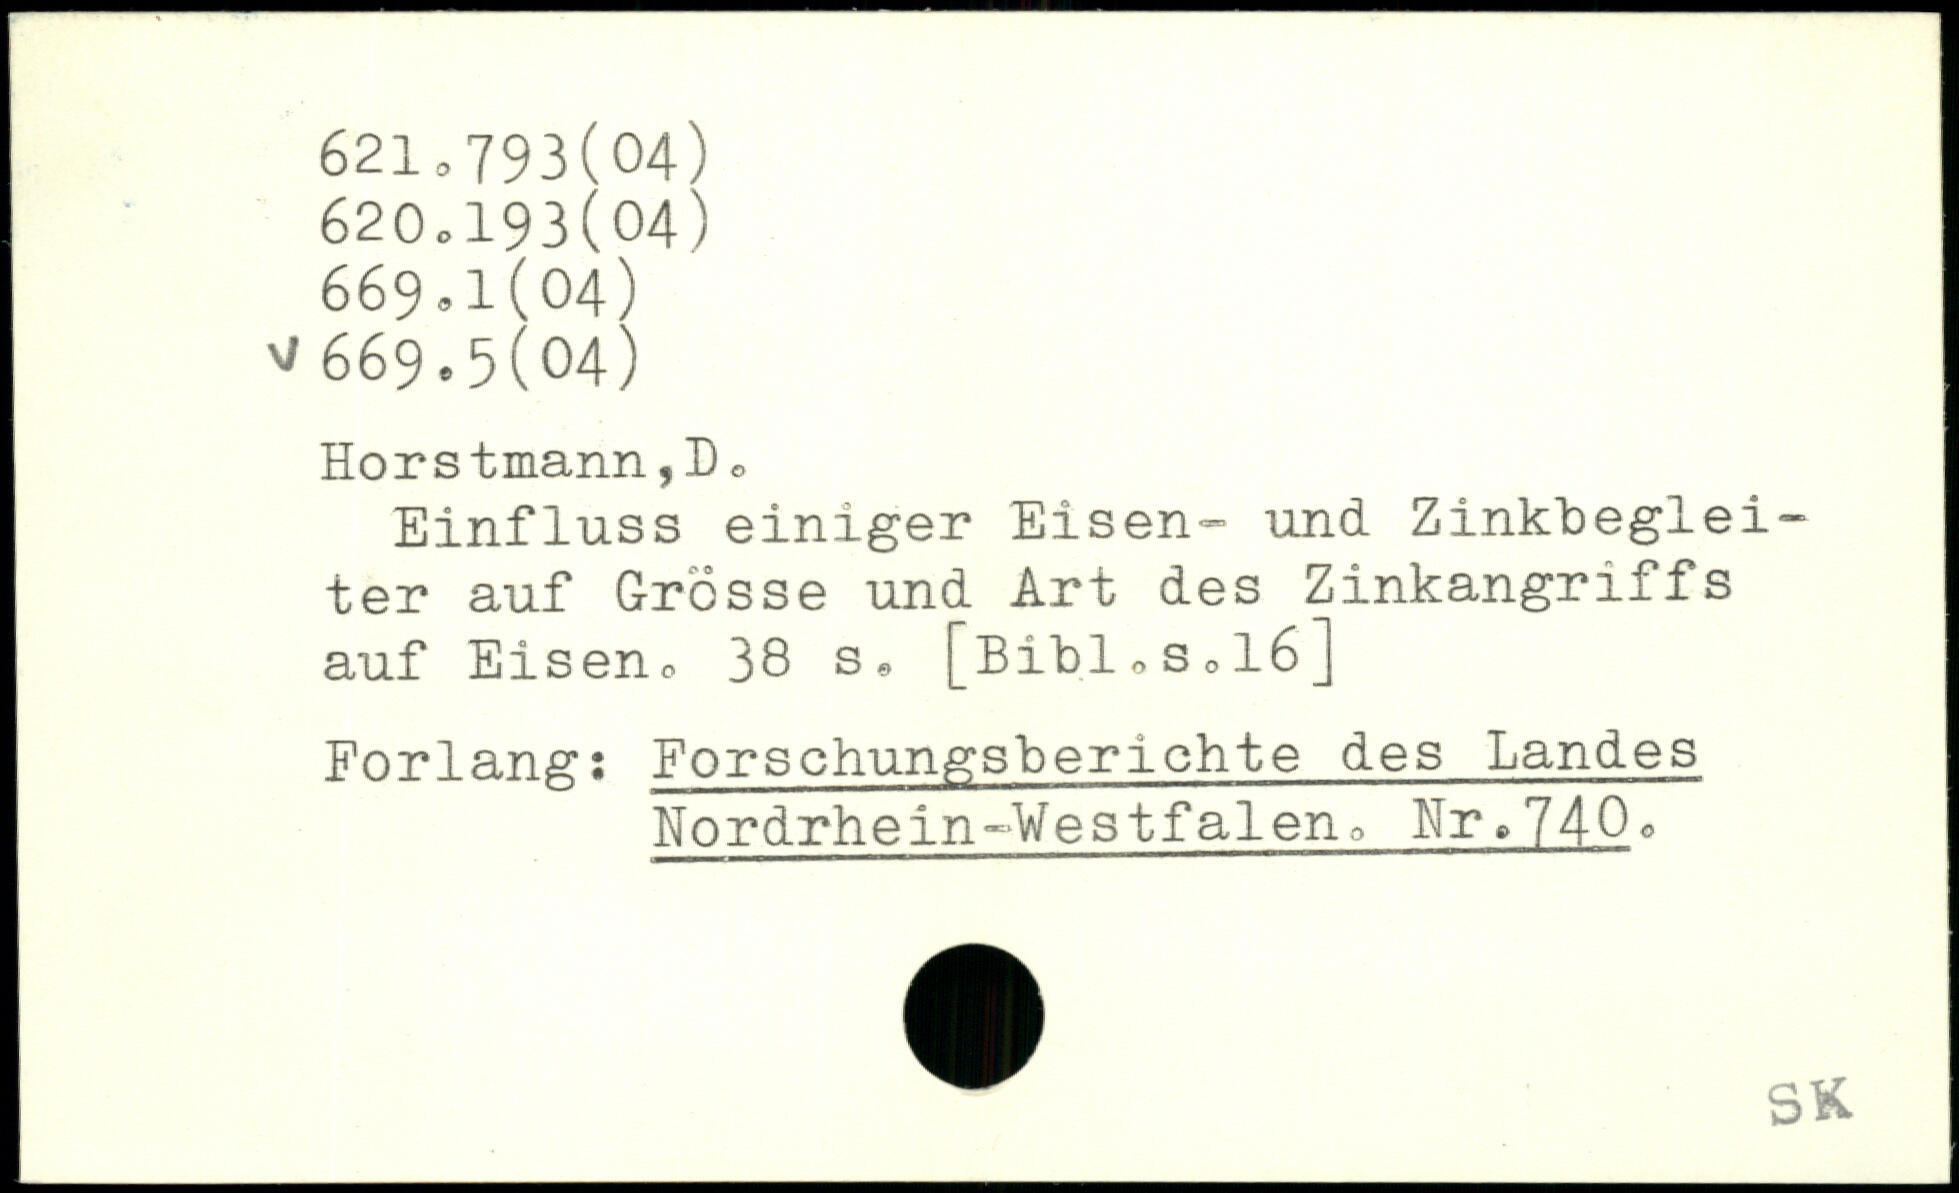 621.793(04)
620.193(04)
669.1(04)
v 669.5(04)
Horstmann,D.
Einfluss einiger Eisen- und Zinkbeglei-
ter auf Grösse und Art des Zinkangriffs
auf Eisen. 38 s. [Bibl.s.16]
Forlang: Forschungsberichte des Landes
Nordrhein-Westfalen. Nr.740.
SK